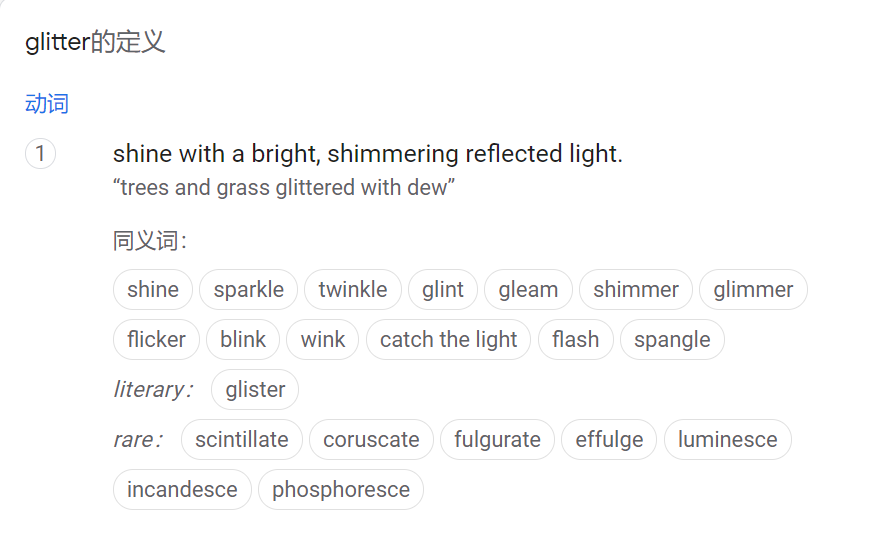 glitter的定义
动词
1 shine with a bright, shimmering reflected light.
“trees and grass glittered with dew”
同义词：
shine sparkle twinkle glint gleam shimmer glimmer
flicker blink wink catch the light flash spangle
literary： glister
rare： scintillate coruscate fulgurate effulge luminesce
incandesce phosphoresce